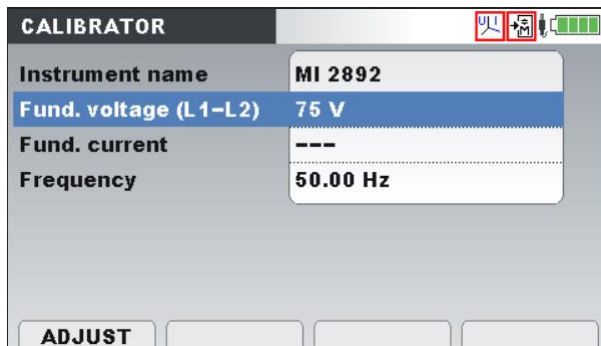 CALIBRATOR
Instrument name MI 2892
Fund. voltage (L1-L2) 75 V
Fund. current ---
Frequency 50.00 Hz
ADJUST